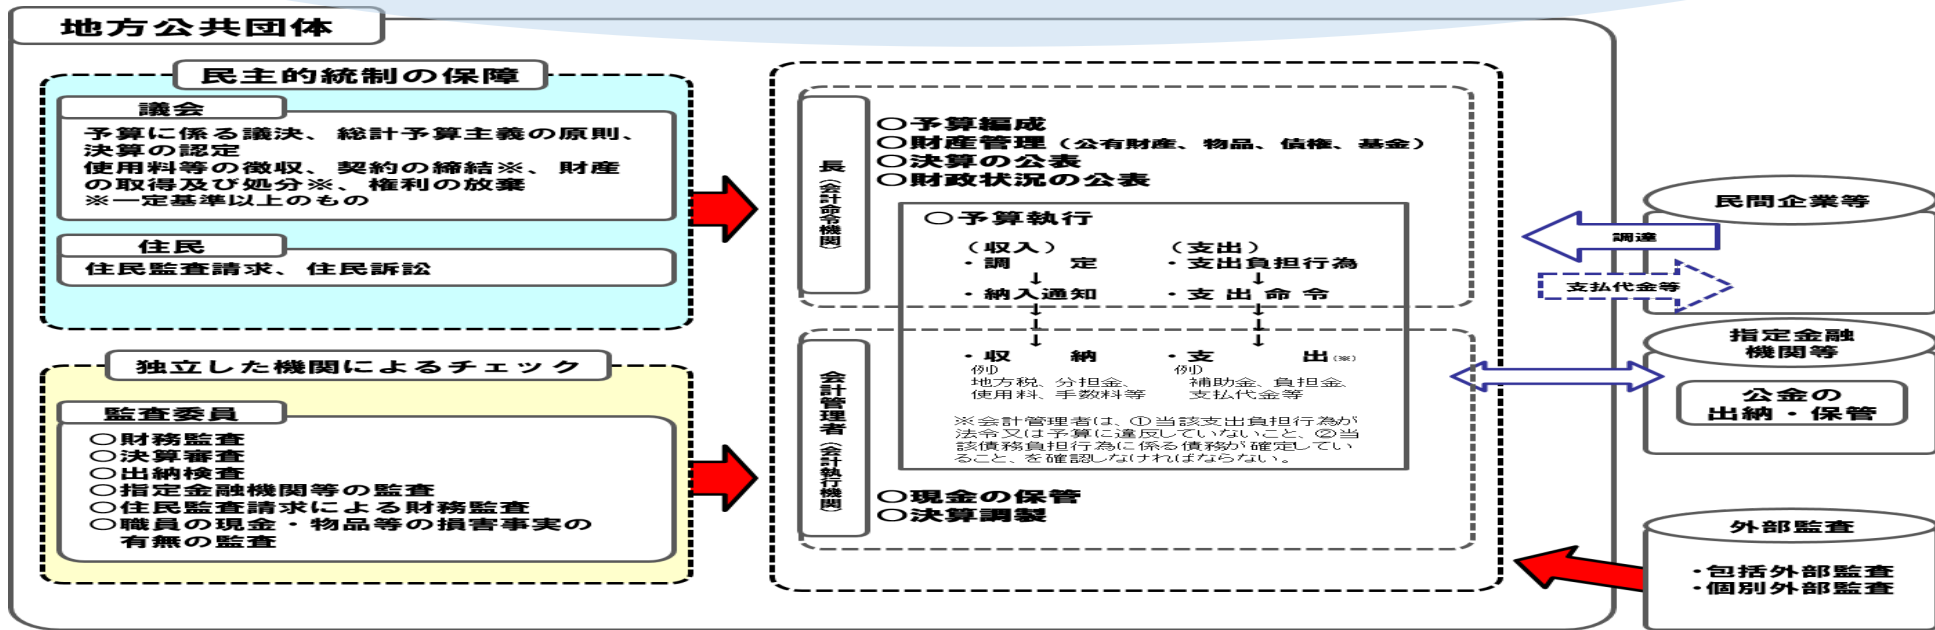 地方公共団体
民主的統制の保障
議会
予算に係る議決、総計予算主義の原則、
決算の認定
使用料等の徴収、契約の締結※、財産
の取得及び処分※、権利の放棄
※一定基準以上のもの
住民
住民監査請求、住民訴訟
独立した機関によるチェック
監査委員
○財務監査
○決算審査
○出納検査
○指定金融機関等の監査
○住民監査請求による財務監査
○職員の現金・物品等の損害事実の
有無の監査
長（会計命令機関）
○予算編成
○財産管理（公有財産、物品、債権、基金）
○決算の公表
○財政状況の公表
○予算執行
（収入）
・調　　定
↓
・納入通知
↓
↓
↓
・収　　納
例）
地方税、分担金、
使用料、手数料等
（支出）
・支出負担行為
↓
・支出命令
↓
↓
↓
・支　　出（※）
例）
補助金、負担金、
支払代金等
※会計管理者は、①当該支出負担行為が
法令又は予算に違反していないこと、②当
該債務負担行為に係る債務が確定してい
ること、を確認しなければならない。
会計管理者（会計執行機関）
○現金の保管
○決算調製
民間企業等
調達
支払代金等
指定金融
機関等
公金の
出納・保管
外部監査
・包括外部監査
・個別外部監査